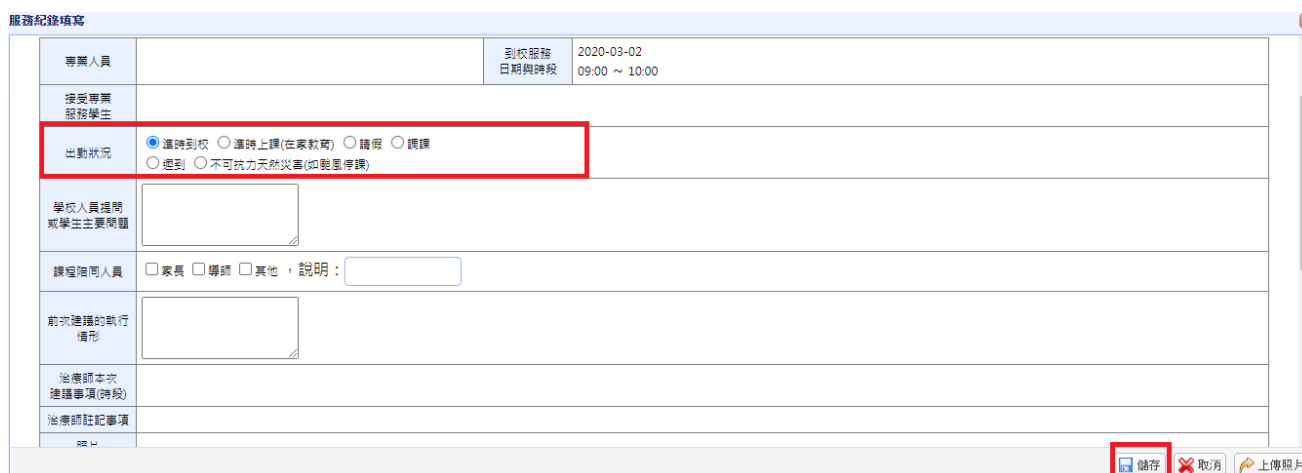 服務紀錄填寫
專業人員
到校服務
日期與時段
2020-03-02
09:00 ~ 10:00
接受專業
服務學生
出勤狀況
準時到校 準時上課(在家教育) 請假 調課
遲到 不可抗力天然災害(如颱風停課)
學校人員提問
或學生主要問題
課程陪同人員
家長 導師 其他 ，說明：
前次建議的執行
情形
治療師本次
建議事項(時段)
治療師註記事項
照片
儲存 取消 上傳照片